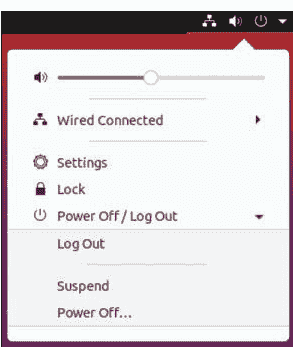 Wired Connected
Settings
Lock
Power Off / Log Out
Log Out
Suspend
Power Off...